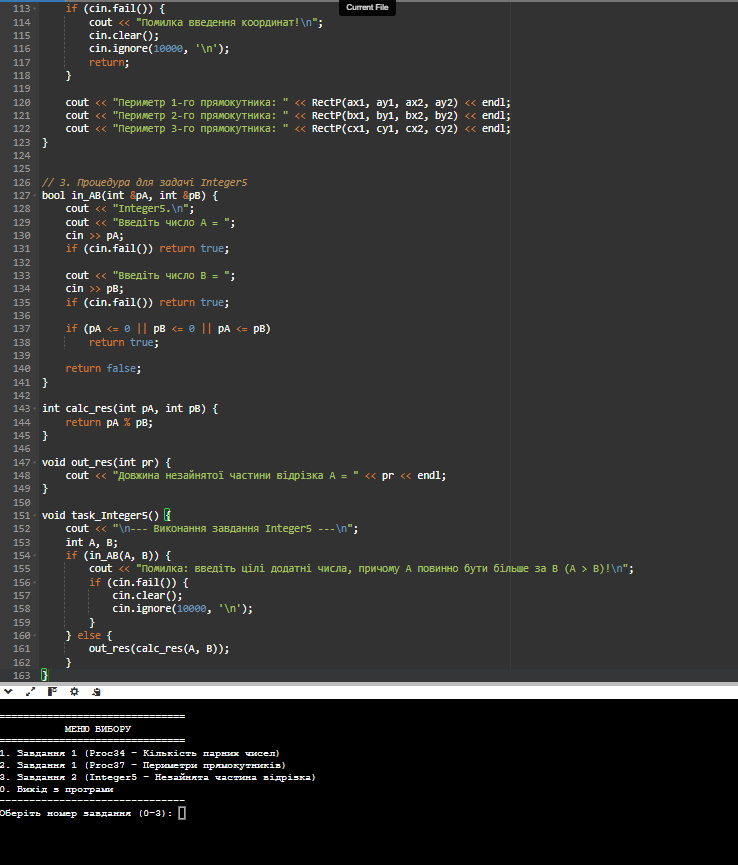 Current File
113 if (cin.fail()) {
114 cout << "Помилка введення координат!\n";
115 cin.clear();
116 cin.ignore(10000, '\n');
117 return;
118 }
119
120 cout << "Периметр 1-го прямокутника: " << RectP(ax1, ay1, ax2, ay2) << endl;
121 cout << "Периметр 2-го прямокутника: " << RectP(bx1, by1, bx2, by2) << endl;
122 cout << "Периметр 3-го прямокутника: " << RectP(cx1, cy1, cx2, cy2) << endl;
123 }
124
125
126 // 3. Процедура для задачі Integer5
127 bool in_AB(int &pA, int &pB) {
128 cout << "Integer5.\n";
129 cout << "Введіть число A = ";
130 cin >> pA;
131 if (cin.fail()) return true;
132
133 cout << "Введіть число B = ";
134 cin >> pB;
135 if (cin.fail()) return true;
136
137 if (pA <= 0 || pB <= 0 || pA <= pB)
138 return true;
139
140 return false;
141 }
142
143 int calc_res(int pA, int pB) {
144 return pA % pB;
145 }
146
147 void out_res(int pr) {
148 cout << "Довжина незайнятої частини відрізка A = " << pr << endl;
149 }
150
151 void task_Integer5() {
152 cout << "\n--- Виконання завдання Integer5 ---\n";
153 int A, B;
154 if (in_AB(A, B)) {
155 cout << "Помилка: введіть цілі додатні числа, причому A повинно бути більше за B (A > B)!\n";
156 if (cin.fail()) {
157 cin.clear();
158 cin.ignore(10000, '\n');
159 }
160 } else {
161 out_res(calc_res(A, B));
162 }
163 }
===============================
МЕНЮ ВИБОРУ
===============================
1. Завдання 1 (Proc34 - Кількість парних чисел)
2. Завдання 1 (Proc37 - Периметри прямокутників)
3. Завдання 2 (Integer5 - Незайнята частина відрізка)
0. Вихід з програми
-------------------------------
Оберіть номер завдання (0-3):